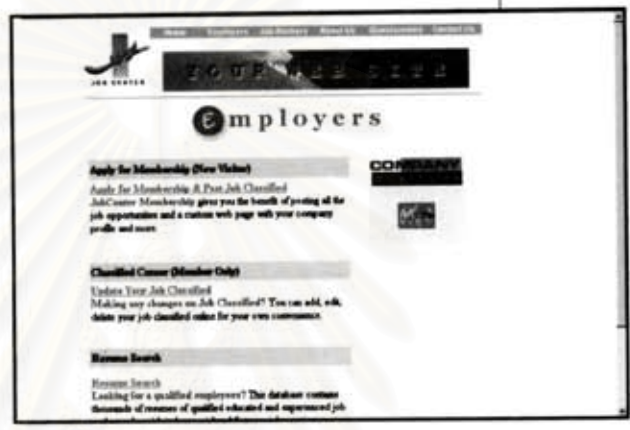 Home Employers Job Seekers About Us Questionnaire Contact Us
JOB CENTER
YOUR WEB SITE
employers
Apply for Membership (New Visitor)
Apply for Membership & Post Job Classified
JobCenter Membership gives you the benefit of posting all the
job opportunities and a custom web page with your company
profile and more.
COMPANY
Classified Corner (Member Only)
Update Your Job Classified
Making any changes on Job Classified? You can add, edit,
delete your job classified online for your own convenience.
Resume Search
Resume Search
Looking for a qualified employees? This database contains
thousands of resumes of qualified educated and experienced job